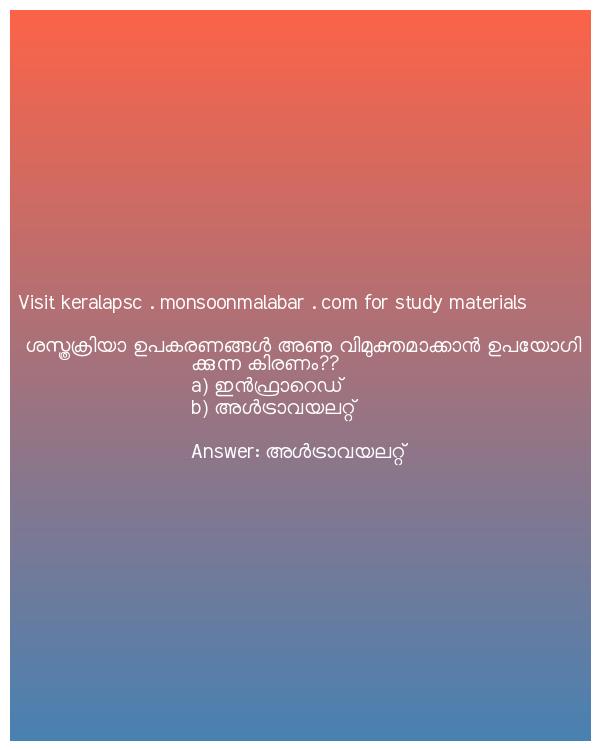 Visit keralapsc . monsoonmalabar . com for study materials
ശസ്ത്രക്രിയാ ഉപകരണങ്ങൾ അണു വിമുക്തമാക്കാൻ ഉപയോഗി
ക്കുന്ന കിരണം??
a) ഇൻഫ്രാറെഡ്
b) അൾട്രാവയലറ്റ്
Answer: അൾട്രാവയലറ്റ്